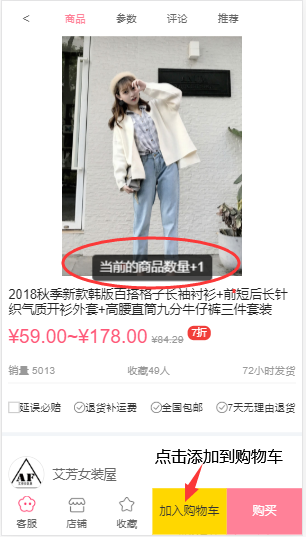 < 商品 参数 评论 推荐
当前的商品数量+1
2018秋季新款韩版百搭格子长袖衬衫+前短后长针
织气质开衫外套+高腰直筒九分牛仔裤三件套装
¥59.00~¥178.00 ¥64.29 7折
销量 5013 收藏49人 72小时发货
延误必赔 退货补运费 全国包邮 7天无理由退货
点击添加到购物车
AF 艾芳女装屋
客服 店铺 收藏 加入购物车 购买